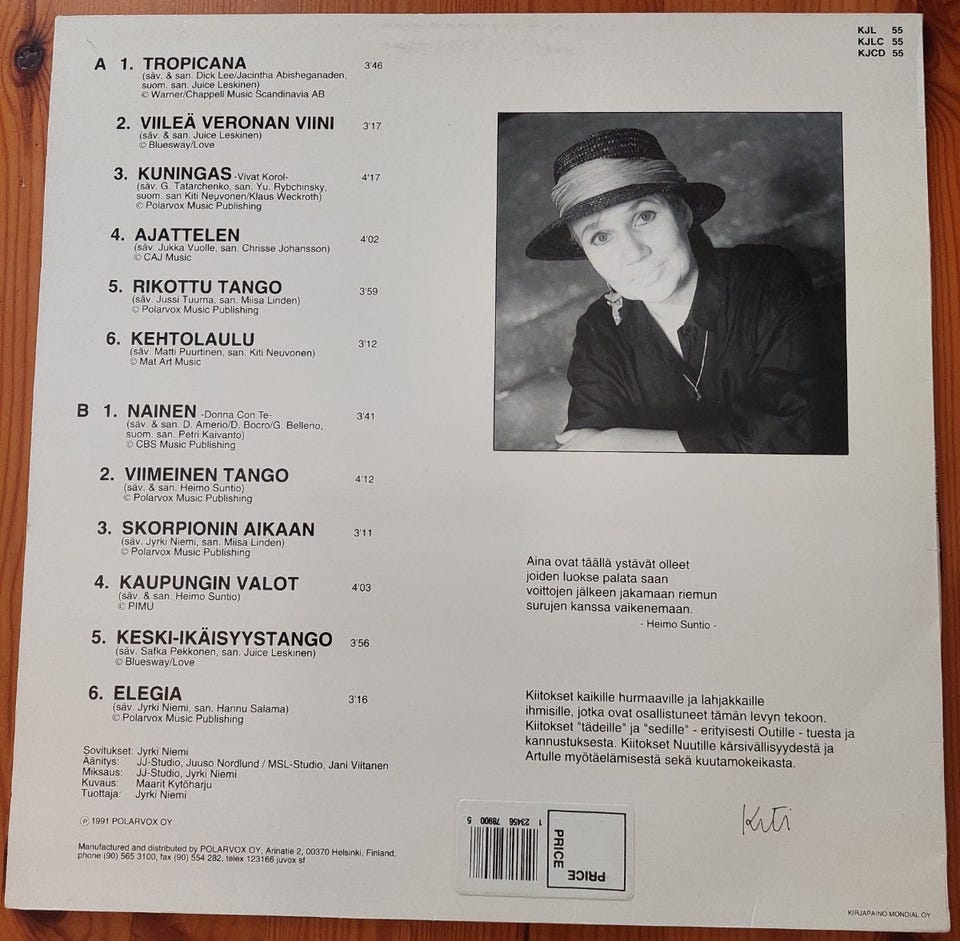 KJL 55
KJLC 55
KJCD 55
A 1. TROPICANA 3'46
(säv. & san. Dick Lee/Jacintha Abisheganaden,
suom. san. Juice Leskinen)
© Warner/Chappell Music Scandinavia AB
2. VIILEÄ VERONAN VIINI 3'17
(säv. & san. Juice Leskinen)
© Bluesway/Love
3. KUNINGAS -Vivat Korol- 4'17
(säv. G. Tatarchenko, san. Yu. Rybchinsky,
suom. san Kiti Neuvonen/Klaus Weckroth)
© Polarvox Music Publishing
4. AJATTELEN 4'02
(säv. Jukka Vuolle, san. Chrisse Johansson)
© CAJ Music
5. RIKOTTU TANGO 3'59
(säv. Jussi Tuuma, san. Miisa Linden)
© Polarvox Music Publishing
6. KEHTOLAULU 3'12
(säv. Matti Puurtinen, san. Kiti Neuvonen)
© Mat Art Music
B 1. NAINEN -Donna Con Te- 3'41
(säv. & san. D. Amerio/D. Bocro/G. Belleno,
suom. san. Petri Kaivanto)
© CBS Music Publishing
2. VIIMEINEN TANGO 4'12
(säv. & san. Heimo Suntio)
© Polarvox Music Publishing
3. SKORPIONIN AIKAAN 3'11
(säv. Jyrki Niemi, san. Miisa Linden)
© Polarvox Music Publishing
4. KAUPUNGIN VALOT 4'03
(säv. & san. Heimo Suntio)
© PIMU
5. KESKI-IKÄISYYSTANGO 3'56
(säv. Safka Pekkonen, san. Juice Leskinen)
© Bluesway/Love
6. ELEGIA 3'16
(säv. Jyrki Niemi, san. Hannu Salama)
© Polarvox Music Publishing
Sovitukset: Jyrki Niemi
Äänitys: JJ-Studio, Juuso Nordlund / MSL-Studio, Jani Viitanen
Miksaus: JJ-Studio, Jyrki Niemi
Kuvaus: Maarit Kytöharju
Tuottaja: Jyrki Niemi
℗ 1991 POLARVOX OY
Manufactured and distributed by POLARVOX OY, Arinatie 2, 00370 Helsinki, Finland,
phone (90) 565 3100, fax (90) 554 282, telex 123166 juvox sf
Aina ovat täällä ystävät olleet
joiden luokse palata saan
voittojen jälkeen jakamaan riemun
surujen kanssa vaikenemaan.
- Heimo Suntio -
Kiitokset kaikille hurmaaville ja lahjakkaille
ihmisille, jotka ovat osallistuneet tämän levyn tekoon.
Kiitokset "tädeille" ja "sedille" - erityisesti Outille - tuesta ja
kannustuksesta. Kiitokset Nuutille kärsivällisyydestä ja
Artulle myötäelämisestä sekä kuutamokeikasta.
Kiti
1 23456 78900 5
PRICE
PRICE
KIRJAPAINO MONDIAL OY